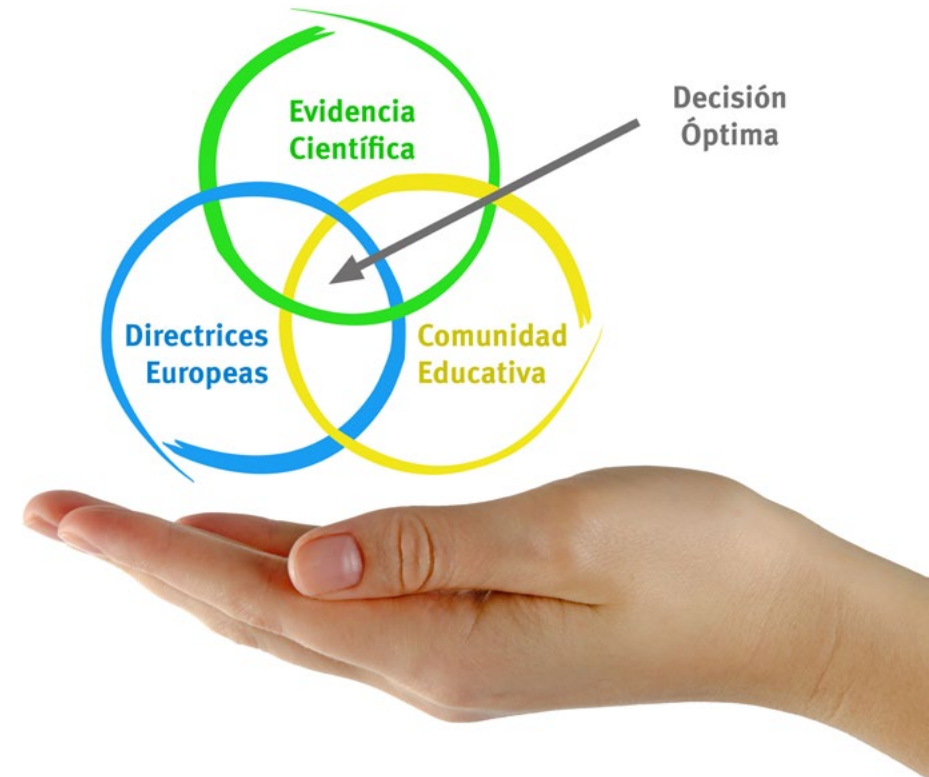 Evidencia
Científica
Decisión
Óptima
Directrices
Europeas
Comunidad
Educativa